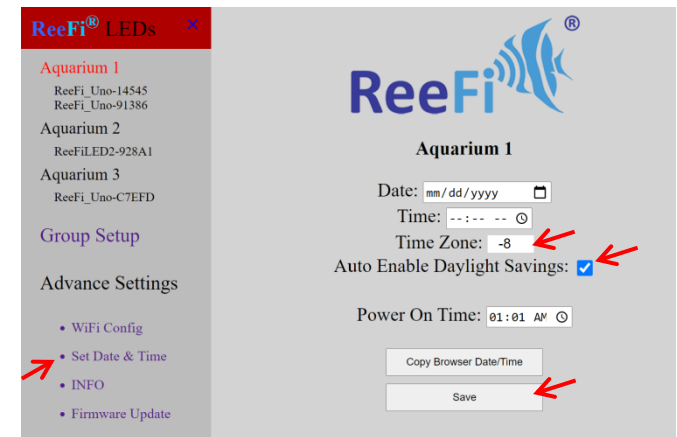 ReeFi® LEDs ×
Aquarium 1
ReeFi_Uno-14545
ReeFi_Uno-91386
Aquarium 2
ReeFiLED2-928A1
Aquarium 3
ReeFi_Uno-C7EFD
Group Setup
Advance Settings
• WiFi Config
• Set Date & Time
• INFO
• Firmware Update
ReeFi ®
Aquarium 1
Date: mm/dd/yyyy
Time: --:-- --
Time Zone: -8
Auto Enable Daylight Savings:
Power On Time: 01:01 AM
Copy Browser Date/Time
Save